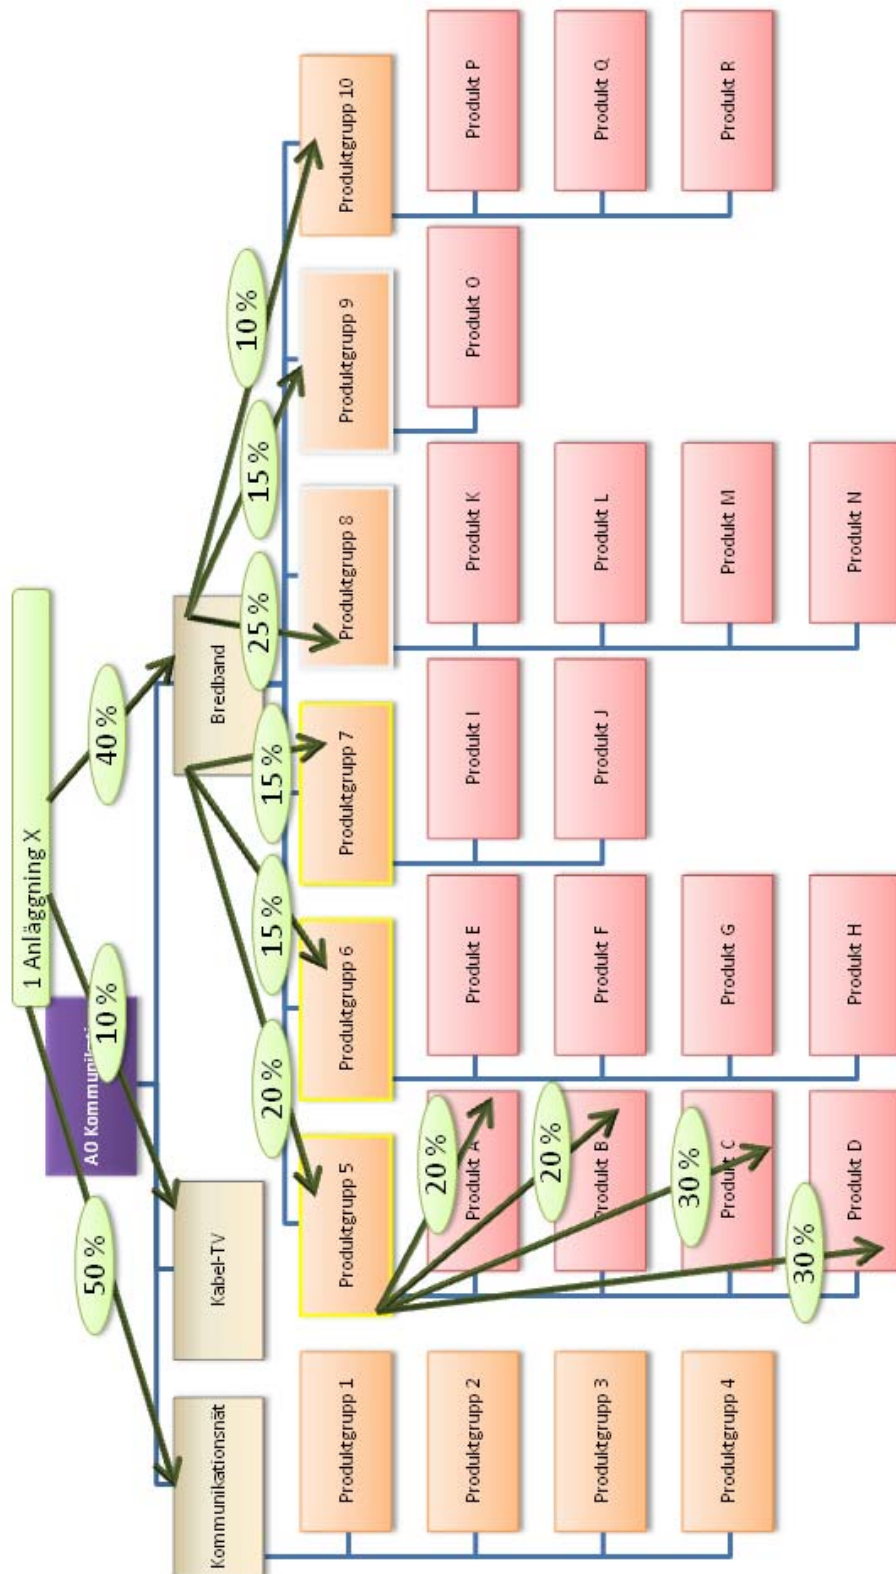 1 Anläggning X
AO Kommunikati
50 %
10 %
40 %
Kommunikationsnät
Kabel-TV
Bredband
20 %
15 %
15 %
25 %
15 %
10 %
Produktgrupp 1
Produktgrupp 2
Produktgrupp 3
Produktgrupp 4
Produktgrupp 5
Produktgrupp 6
Produktgrupp 7
Produktgrupp 8
Produktgrupp 9
Produktgrupp 10
20 %
20 %
30 %
30 %
Produkt A
Produkt B
Produkt C
Produkt D
Produkt E
Produkt F
Produkt G
Produkt H
Produkt I
Produkt J
Produkt K
Produkt L
Produkt M
Produkt N
Produkt O
Produkt P
Produkt Q
Produkt R